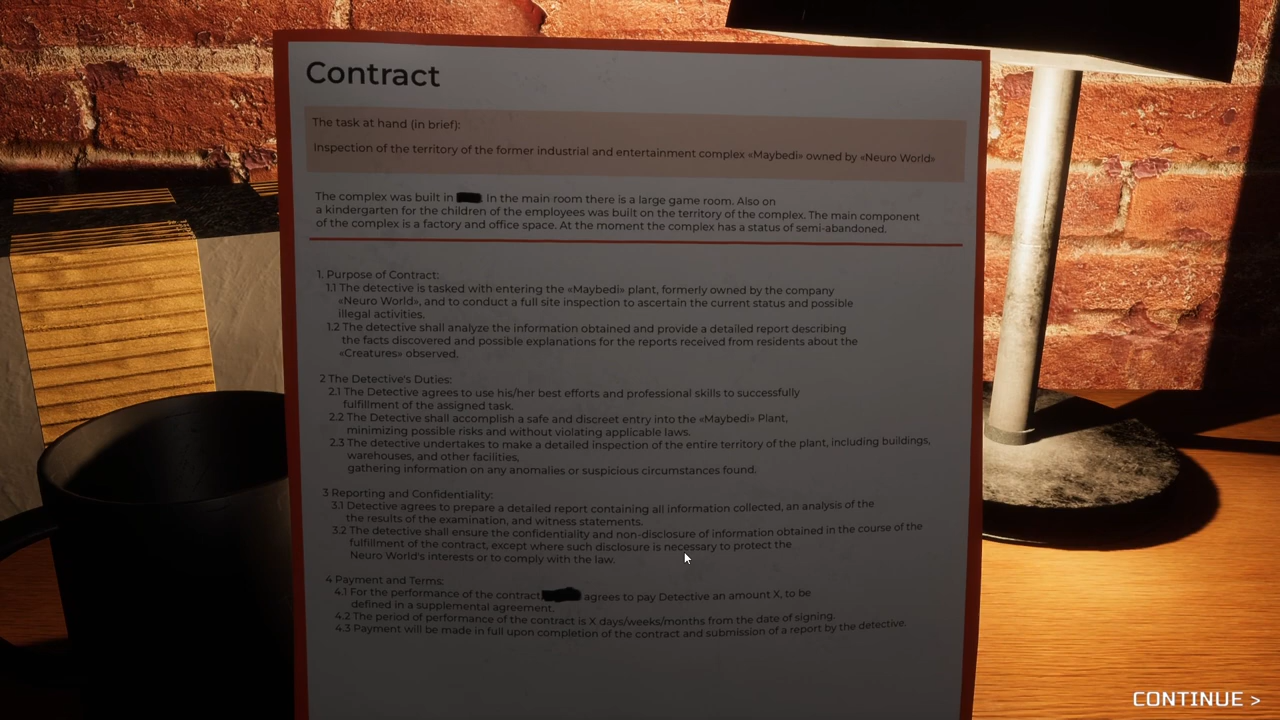 Contract
The task at hand (in brief):
Inspection of the territory of the former industrial and entertainment complex «Maybedi» owned by «Neuro World»
The complex was built in . In the main room there is a large game room. Also on
a kindergarten for the children of the employees was built on the territory of the complex. The main component
of the complex is a factory and office space. At the moment the complex has a status of semi-abandoned.
1. Purpose of Contract:
1.1 The detective is tasked with entering the «Maybedi» plant, formerly owned by the company
«Neuro World», and to conduct a full site inspection to ascertain the current status and possible
illegal activities.
1.2 The detective shall analyze the information obtained and provide a detailed report describing
the facts discovered and possible explanations for the reports received from residents about the
«Creatures» observed.
2 The Detective's Duties:
2.1 The Detective agrees to use his/her best efforts and professional skills to successfully
fulfillment of the assigned task.
2.2 The Detective shall accomplish a safe and discreet entry into the «Maybedi» Plant,
minimizing possible risks and without violating applicable laws.
2.3 The detective undertakes to make a detailed inspection of the entire territory of the plant, including buildings,
warehouses, and other facilities,
gathering information on any anomalies or suspicious circumstances found.
3 Reporting and Confidentiality:
3.1 Detective agrees to prepare a detailed report containing all information collected, an analysis of the
the results of the examination, and witness statements.
3.2 The detective shall ensure the confidentiality and non-disclosure of information obtained in the course of the
fulfillment of the contract, except where such disclosure is necessary to protect the
Neuro World's interests or to comply with the law.
4 Payment and Terms:
4.1 For the performance of the contract agrees to pay Detective an amount X, to be
defined in a supplemental agreement.
4.2 The period of performance of the contract is X days/weeks/months from the date of signing.
4.3 Payment will be made in full upon completion of the contract and submission of a report by the detective.
CONTINUE >